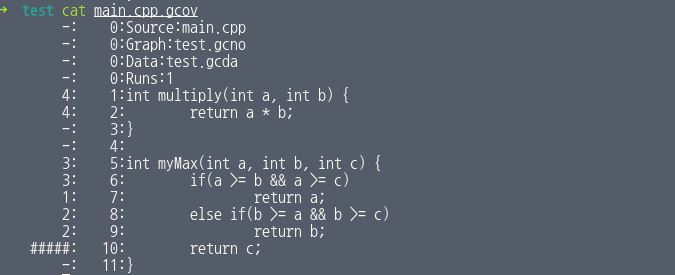 → test cat main.cpp.gcov
-: 0:Source:main.cpp
-: 0:Graph:test.gcno
-: 0:Data:test.gcda
-: 0:Runs:1
4: 1:int multiply(int a, int b) {
4: 2: return a * b;
-: 3:}
-: 4:
3: 5:int myMax(int a, int b, int c) {
3: 6: if(a >= b && a >= c)
1: 7: return a;
2: 8: else if(b >= a && b >= c)
2: 9: return b;
#####: 10: return c;
-: 11:}